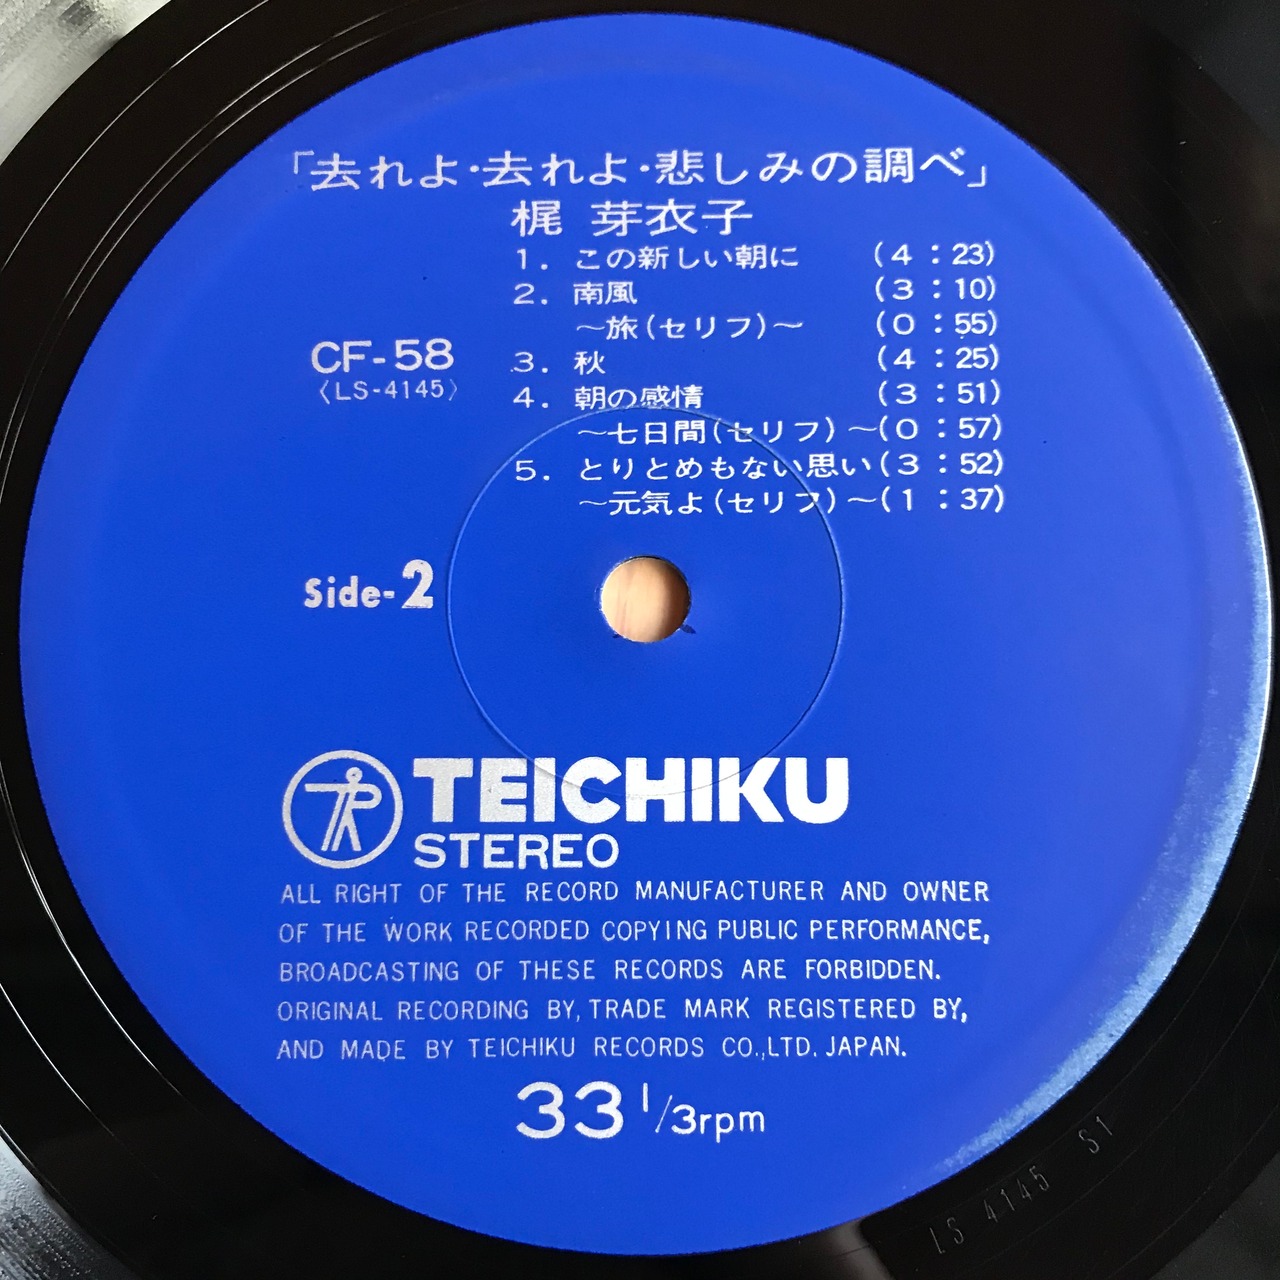 「去れよ・去れよ・悲しみの調べ」
梶 芽衣子
1. この新しい朝に (4:23)
2. 南風 (3:10)
～旅(セリフ)～ (0:55)
3. 秋 (4:25)
4. 朝の感情 (3:51)
～七日間(セリフ)～(0:57)
5. とりとめもない思い(3:52)
～元気よ(セリフ)～(1:37)
CF-58
〈LS-4145〉
Side-2
TEICHIKU
STEREO
ALL RIGHT OF THE RECORD MANUFACTURER AND OWNER
OF THE WORK RECORDED COPYING PUBLIC PERFORMANCE,
BROADCASTING OF THESE RECORDS ARE FORBIDDEN.
ORIGINAL RECORDING BY, TRADE MARK REGISTERED BY,
AND MADE BY TEICHIKU RECORDS CO.,LTD. JAPAN.
33 1/3rpm
LS 4145 S1